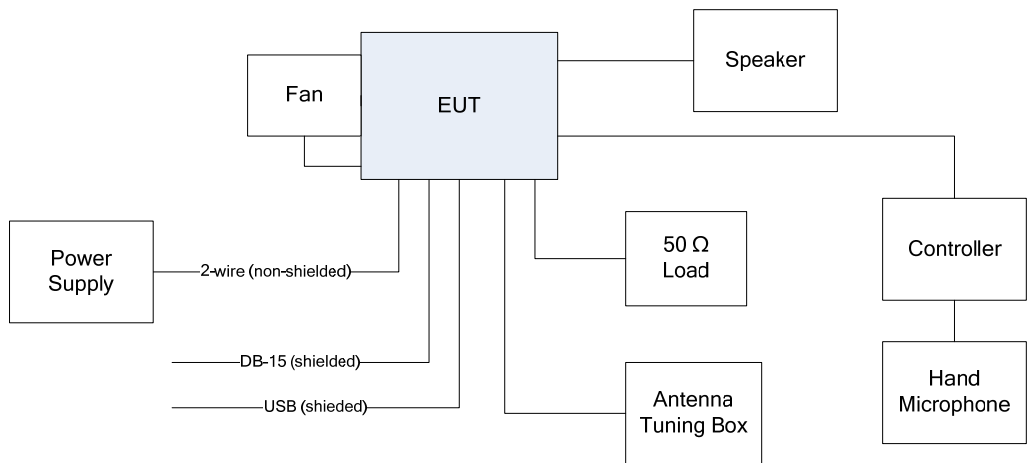 Speaker
Fan
EUT
Power
Supply
2-wire (non-shielded)
50 Ω
Load
Controller
DB-15 (shielded)
USB (shieded)
Antenna
Tuning Box
Hand
Microphone